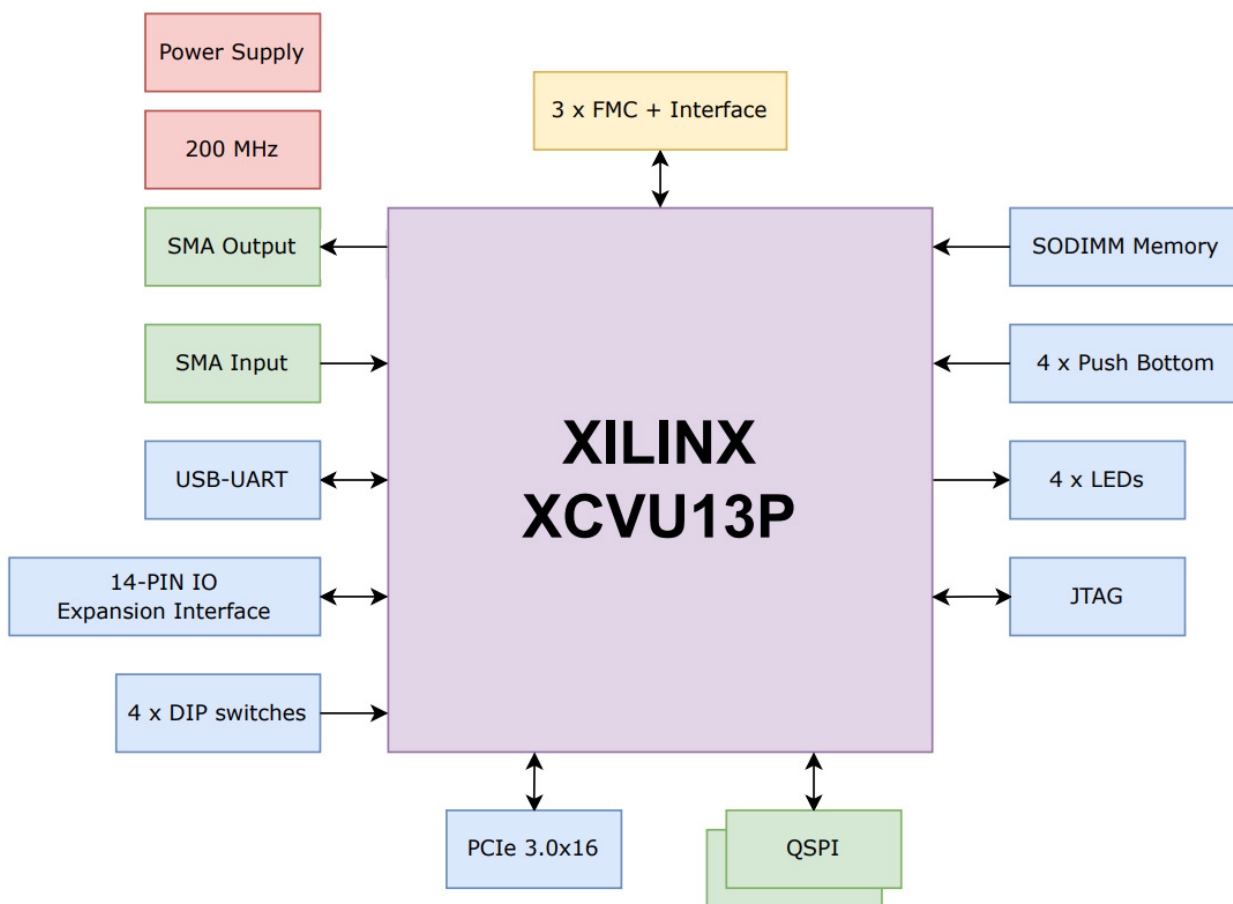 Power Supply
3 x FMC + Interface
200 MHz
SMA Output
SODIMM Memory
SMA Input
4 x Push Bottom
XILINX
XCVU13P
USB-UART
4 x LEDs
14-PIN IO
Expansion Interface
JTAG
4 x DIP switches
PCIe 3.0x16
QSPI